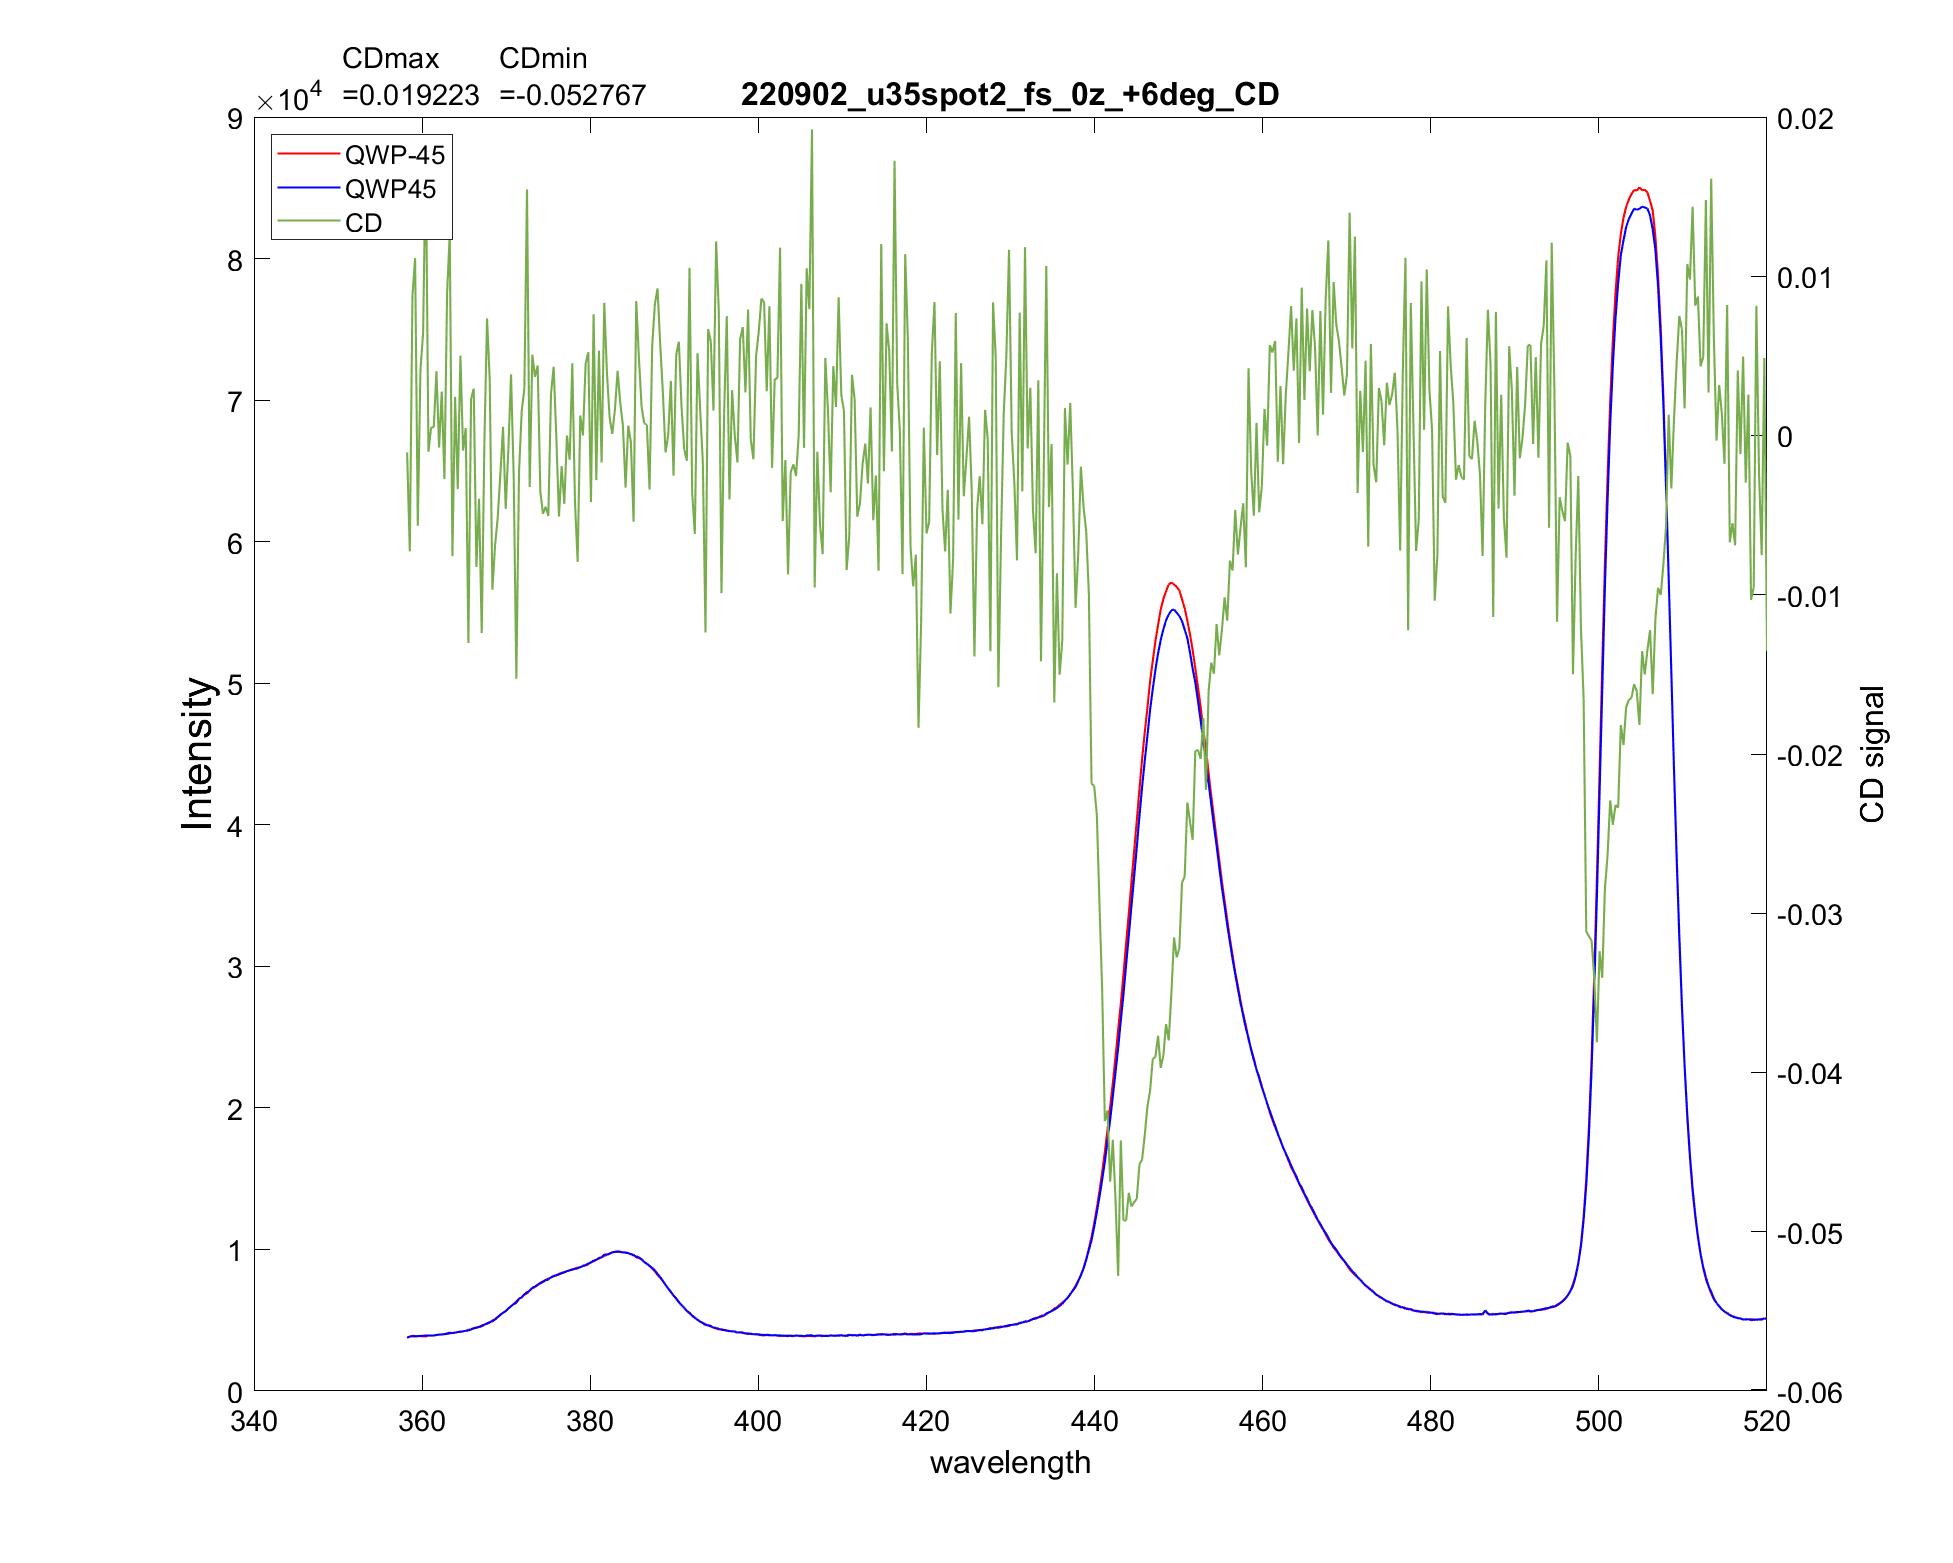 CDmax CDmin
×10^4 =0.019223 =-0.052767 220902_u35spot2_fs_0z_+6deg_CD
QWP-45
QWP45
CD
9
8
7
6
5
4
3
2
1
0
Intensity
0.02
0.01
0
-0.01
-0.02
-0.03
-0.04
-0.05
-0.06
CD signal
340 360 380 400 420 440 460 480 500 520
wavelength